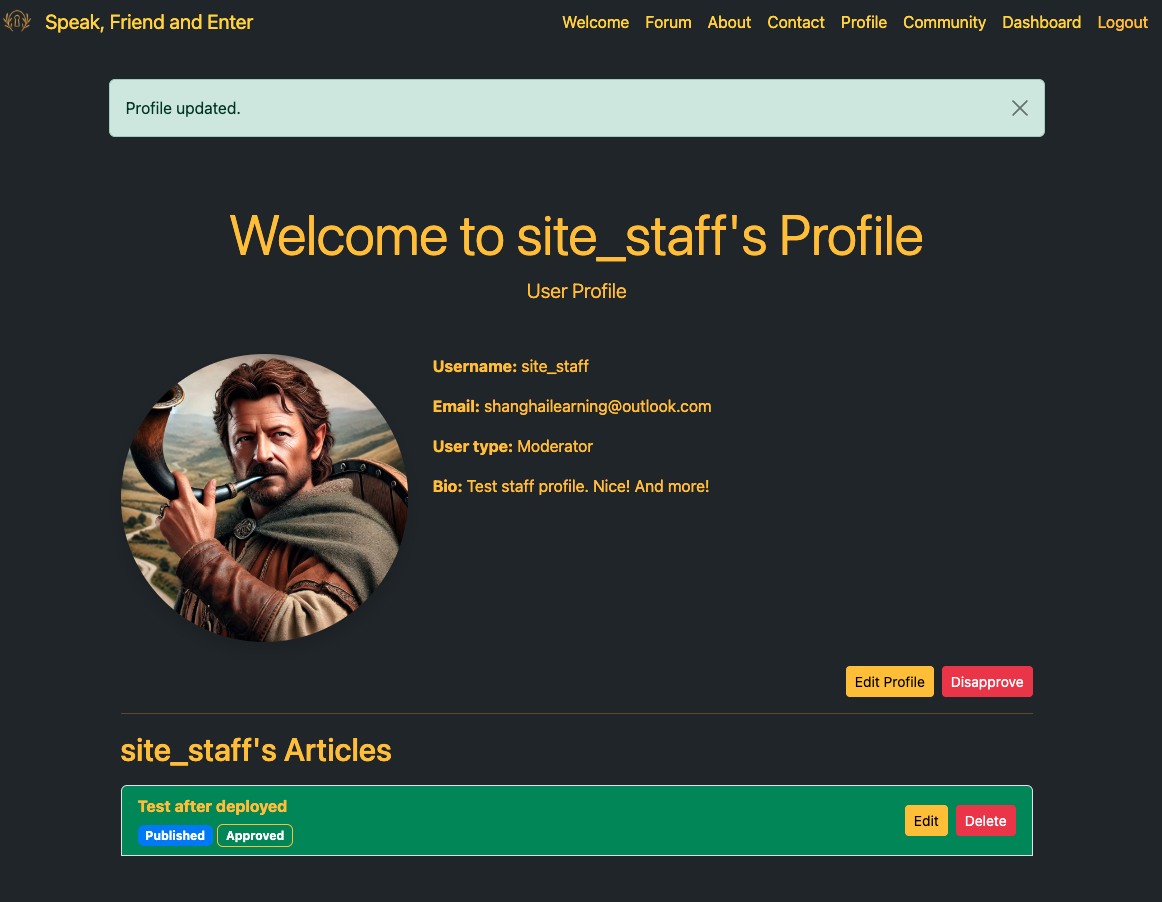 Speak, Friend and Enter
Welcome Forum About Contact Profile Community Dashboard Logout
Profile updated.
Welcome to site_staff's Profile
User Profile
Username: site_staff
Email: shanghailearning@outlook.com
User type: Moderator
Bio: Test staff profile. Nice! And more!
Edit Profile Disapprove
site_staff's Articles
Test after deployed
Published Approved
Edit Delete